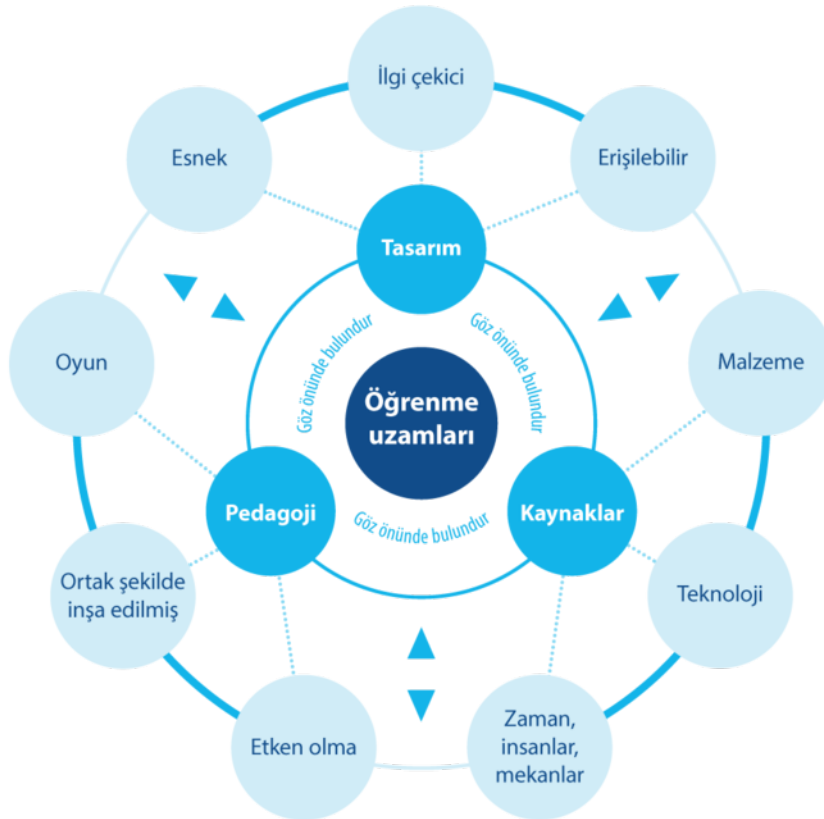 İlgi çekici
Esnek
Erişilebilir
Tasarım
Göz önünde bulundur
Göz önünde bulundur
Oyun
Malzeme
Öğrenme
uzamları
Pedagoji
Göz önünde bulundur
Kaynaklar
Ortak şekilde
inşa edilmiş
Teknoloji
Etken olma
Zaman,
insanlar,
mekanlar